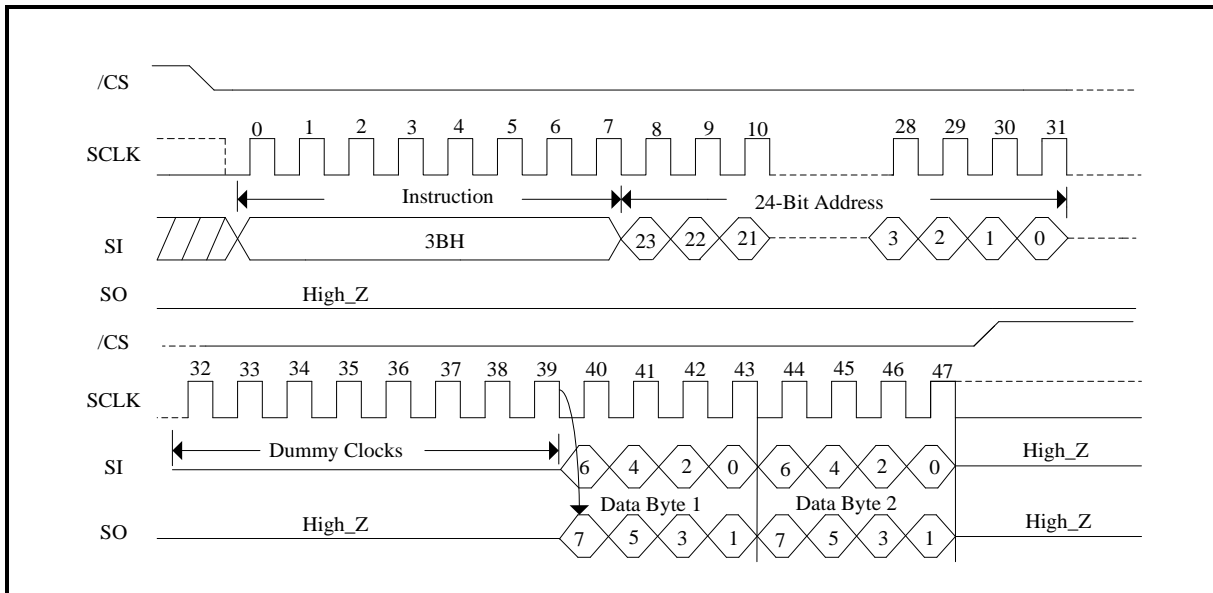 /CS
0 1 2 3 4 5 6 7 8 9 10 28 29 30 31
SCLK
Instruction 24-Bit Address
SI 3BH 23 22 21 3 2 1 0
SO High_Z
/CS
32 33 34 35 36 37 38 39 40 41 42 43 44 45 46 47
SCLK
Dummy Clocks
SI 6 4 2 0 6 4 2 0 High_Z
Data Byte 1 Data Byte 2
SO High_Z 7 5 3 1 7 5 3 1 High_Z